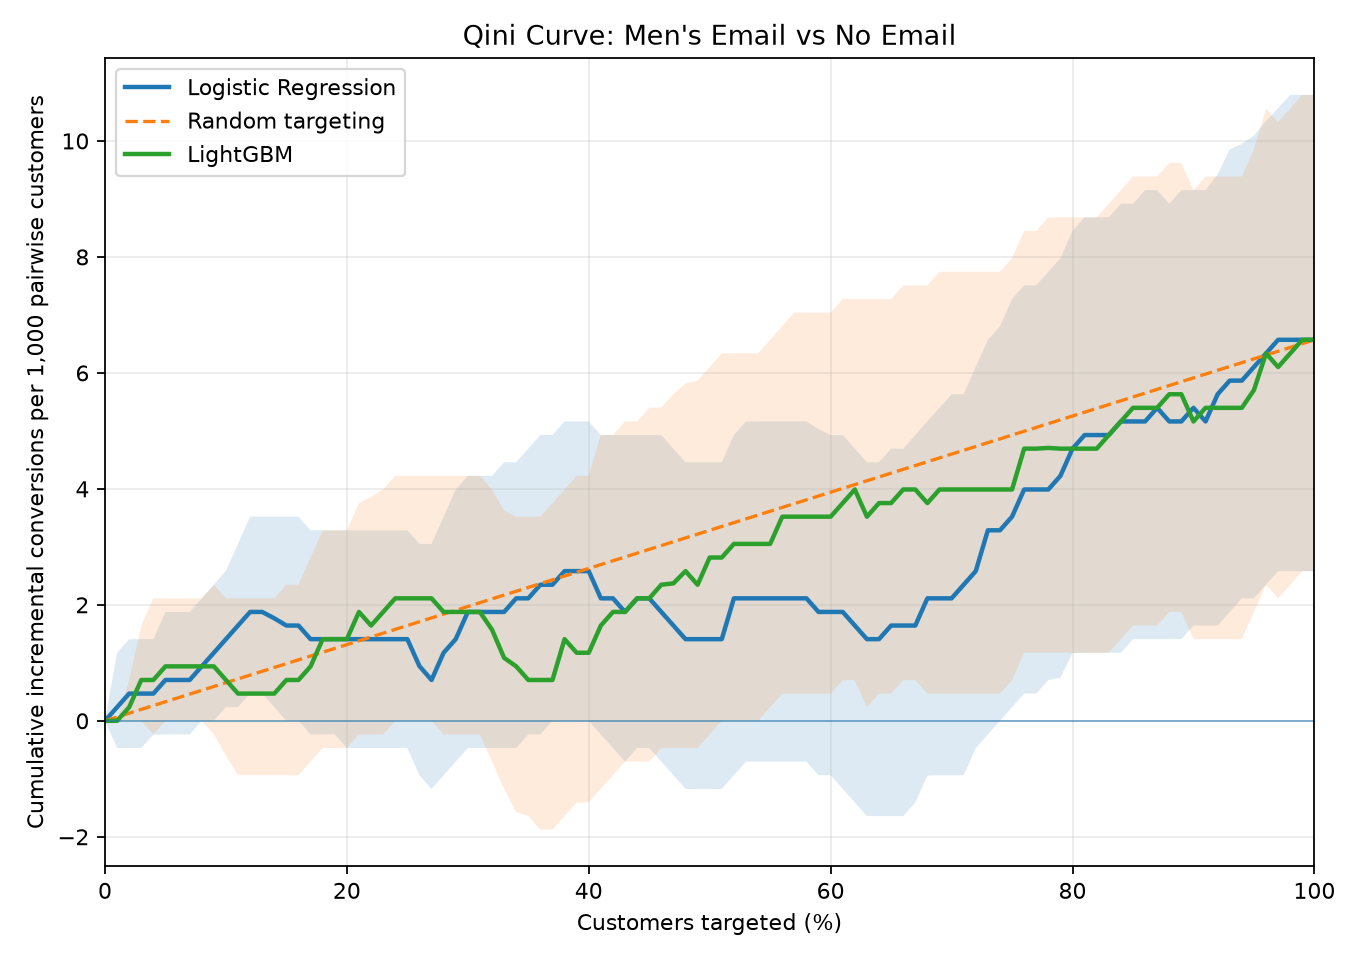 Qini Curve: Men's Email vs No Email
Logistic Regression
Random targeting
LightGBM
Cumulative incremental conversions per 1,000 pairwise customers
10
8
6
4
2
0
−2
0
20
40
60
80
100
Customers targeted (%)